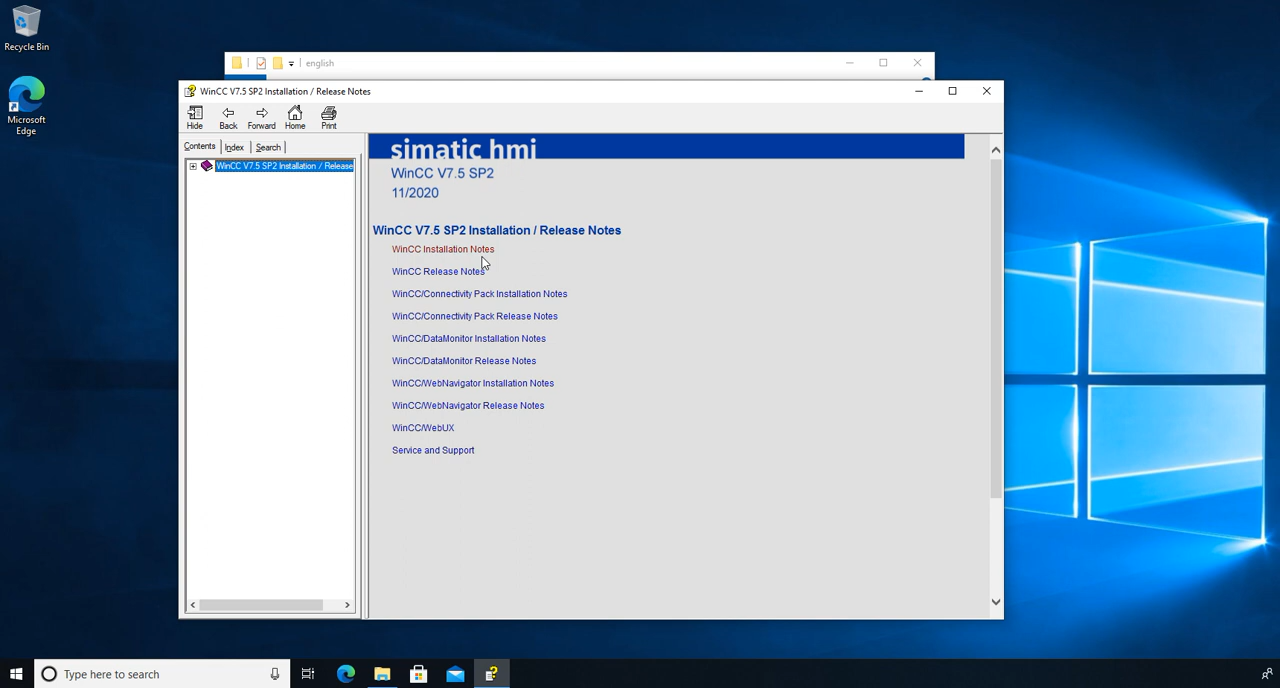 Recycle Bin
Microsoft
Edge
english
WinCC V7.5 SP2 Installation / Release Notes
Hide
Back
Forward
Home
Print
Contents
Index
Search
WinCC V7.5 SP2 Installation / Release
simatic hmi
WinCC V7.5 SP2
11/2020
WinCC V7.5 SP2 Installation / Release Notes
WinCC Installation Notes
WinCC Release Notes
WinCC/Connectivity Pack Installation Notes
WinCC/Connectivity Pack Release Notes
WinCC/DataMonitor Installation Notes
WinCC/DataMonitor Release Notes
WinCC/WebNavigator Installation Notes
WinCC/WebNavigator Release Notes
WinCC/WebUX
Service and Support
Type here to search